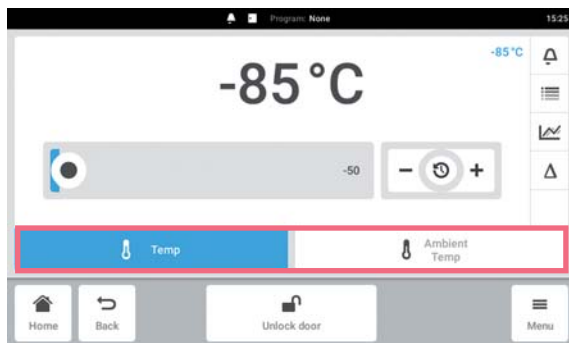 Program: None
15:25
-85°C
-85°C
-50
Temp
Ambient
Temp
Home
Back
Unlock door
Menu